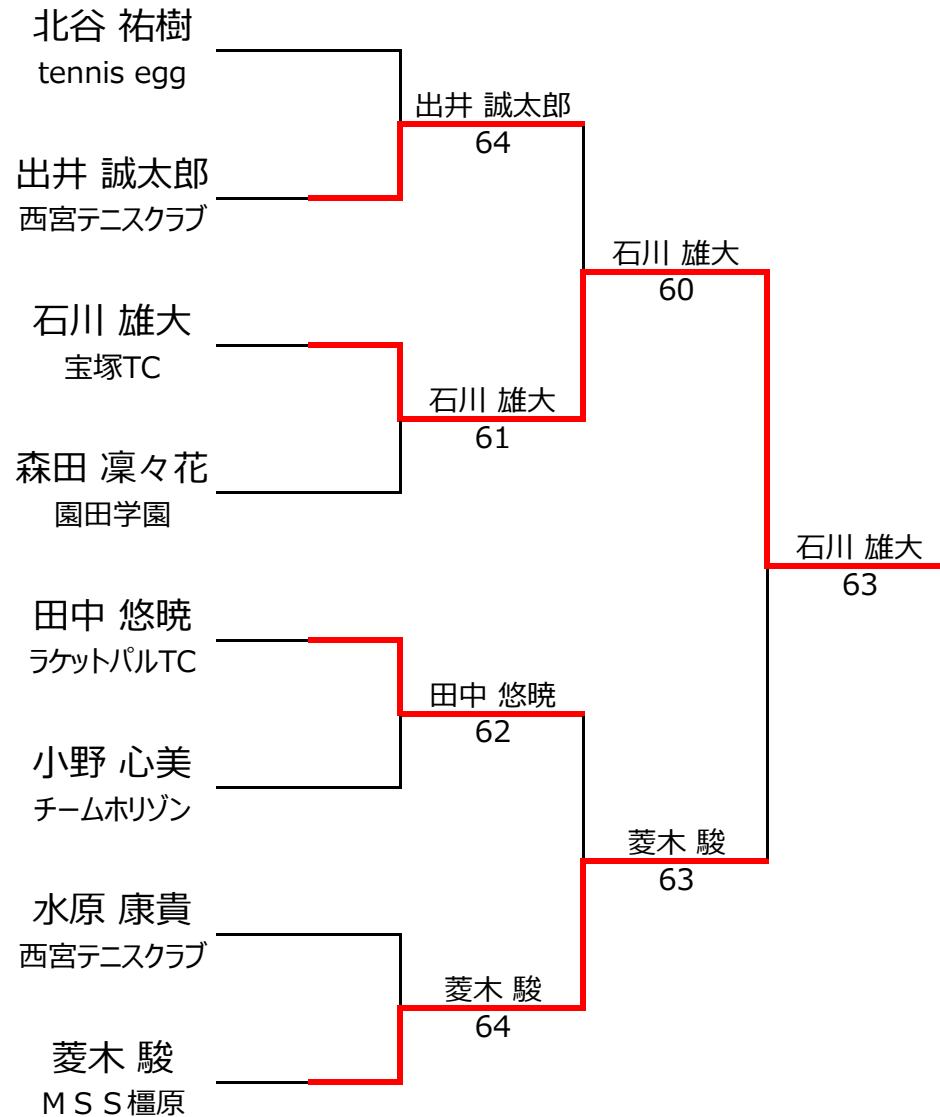 北谷 祐樹
tennis egg
出井 誠太郎
西宮テニスクラブ
石川 雄大
宝塚TC
森田 凜々花
園田学園
田中 悠暁
ラケットパルTC
小野 心美
チームホリゾン
水原 康貴
西宮テニスクラブ
菱木 駿
ＭＳＳ橿原
出井 誠太郎
64
石川 雄大
61
田中 悠暁
62
菱木 駿
64
石川 雄大
60
菱木 駿
63
石川 雄大
63